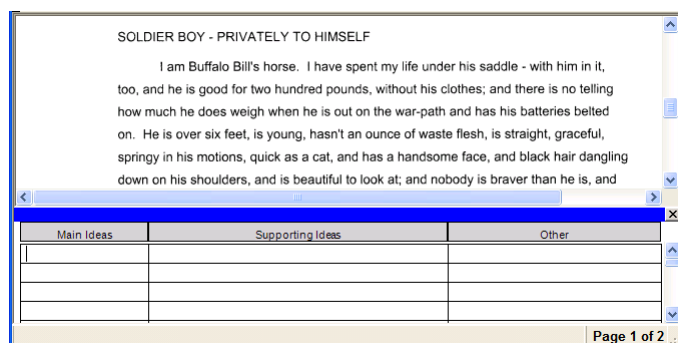 SOLDIER BOY - PRIVATELY TO HIMSELF
I am Buffalo Bill's horse. I have spent my life under his saddle - with him in it,
too, and he is good for two hundred pounds, without his clothes; and there is no telling
how much he does weigh when he is out on the war-path and has his batteries belted
on. He is over six feet, is young, hasn't an ounce of waste flesh, is straight, graceful,
springy in his motions, quick as a cat, and has a handsome face, and black hair dangling
down on his shoulders, and is beautiful to look at; and nobody is braver than he is, and
Main Ideas Supporting Ideas Other
Page 1 of 2